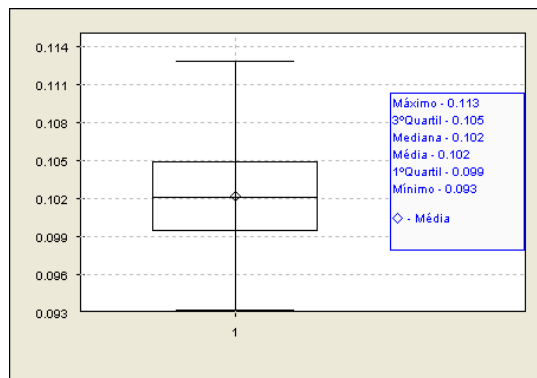 0.114
0.111
0.108
0.105
0.102
0.099
0.096
0.093
1
Máximo - 0.113
3ºQuartil - 0.105
Mediana - 0.102
Média - 0.102
1ºQuartil - 0.099
Mínimo - 0.093
- Média